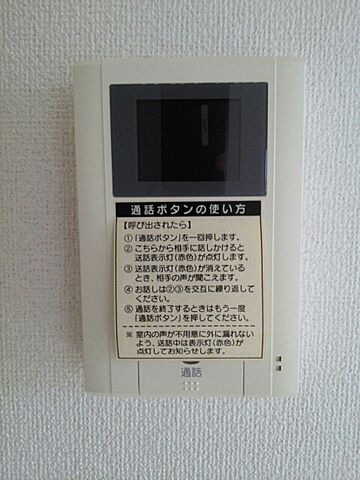 通話ボタンの使い方
【呼び出されたら】
①「通話ボタン」を一回押します。
②こちらから相手に話しかけると
送話表示灯(赤色)が点灯します。
③送話表示灯(赤色)が消えている
とき、相手の声が聞こえます。
④お話しは②③を交互に繰り返して
ください。
⑤通話を終了するときはもう一度
「通話ボタン」を押してください。
※室内の声が不用意に外に漏れない
よう、送話中は表示灯(赤色)が
点灯してお知らせします。
通話